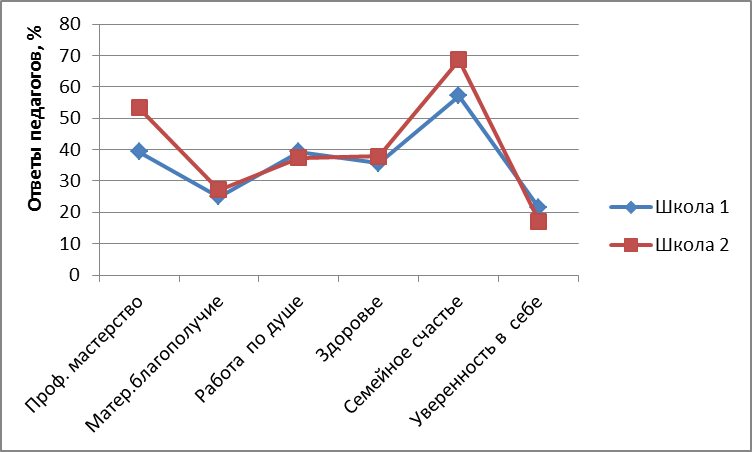 Ответы педагогов, %
80
70
60
50
40
30
20
10
0
Проф. мастерство
Матер.благополучие
Работа по душе
Здоровье
Семейное счастье
Уверенность в себе
Школа 1
Школа 2